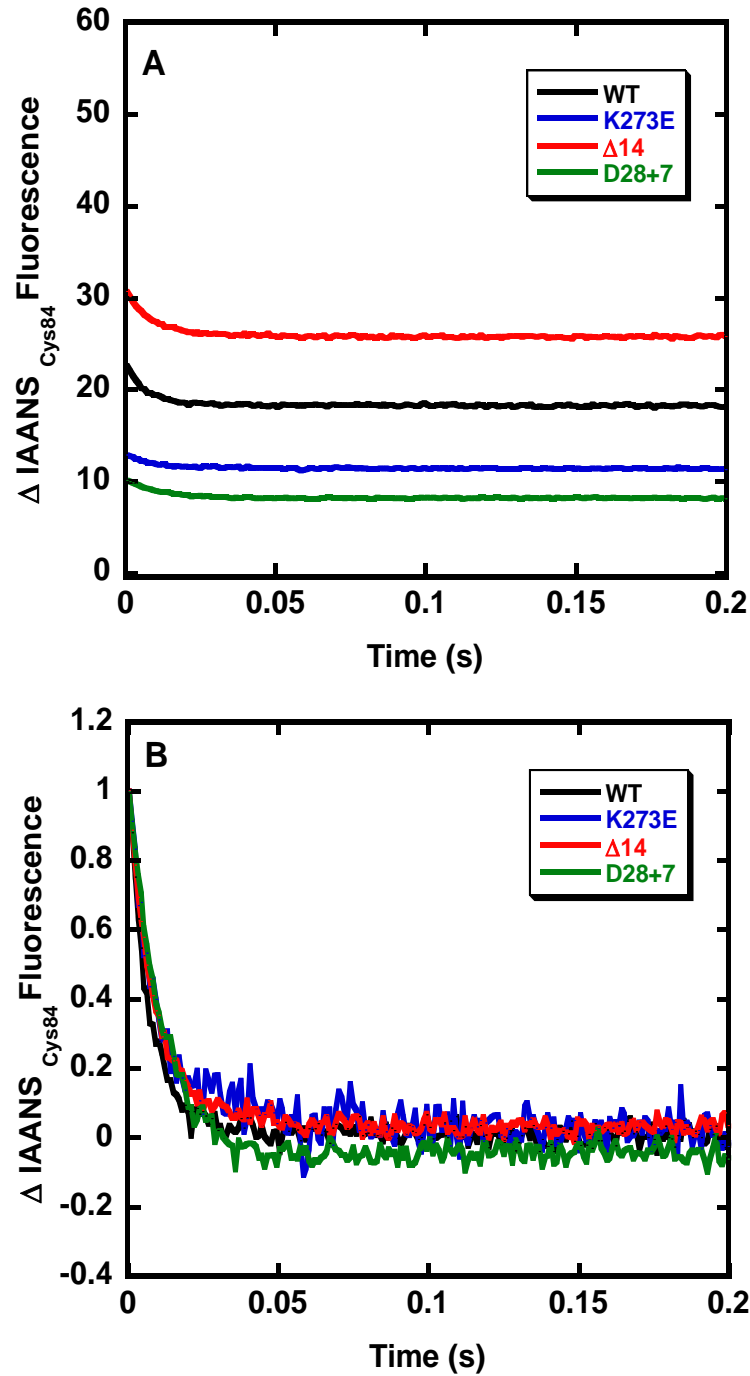 60
A
WT
K273E
Δ14
D28+7
50
40
30
20
10
0
Δ IAANS Cys84 Fluorescence
0 0.05 0.1 0.15 0.2
Time (s)
1.2
B
WT
K273E
Δ14
D28+7
1
0.8
0.6
0.4
0.2
0
-0.2
-0.4
Δ IAANS Cys84 Fluorescence
0 0.05 0.1 0.15 0.2
Time (s)